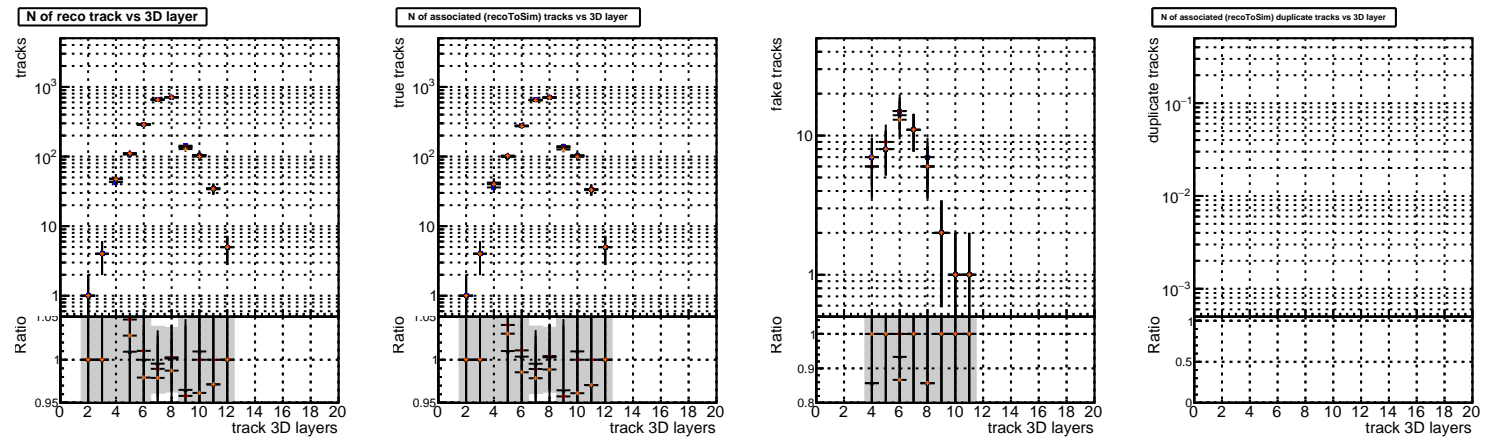 N of reco track vs 3D layer
tracks
10³
10²
10
1
Ratio
1.05
1
0.95
0 2 4 6 8 10 12 14 16 18 20
track 3D layers
N of associated (recoToSim) tracks vs 3D layer
true tracks
10³
10²
10
1
Ratio
1.05
1
0.95
0 2 4 6 8 10 12 14 16 18 20
track 3D layers
fake tracks
10
1
Ratio
1
0.9
0.8
0 2 4 6 8 10 12 14 16 18 20
track 3D layers
N of associated (recoToSim) duplicate tracks vs 3D layer
duplicate tracks
10⁻¹
10⁻²
10⁻³
Ratio
1
0.5
0
0 2 4 6 8 10 12 14 16 18 20
track 3D layers